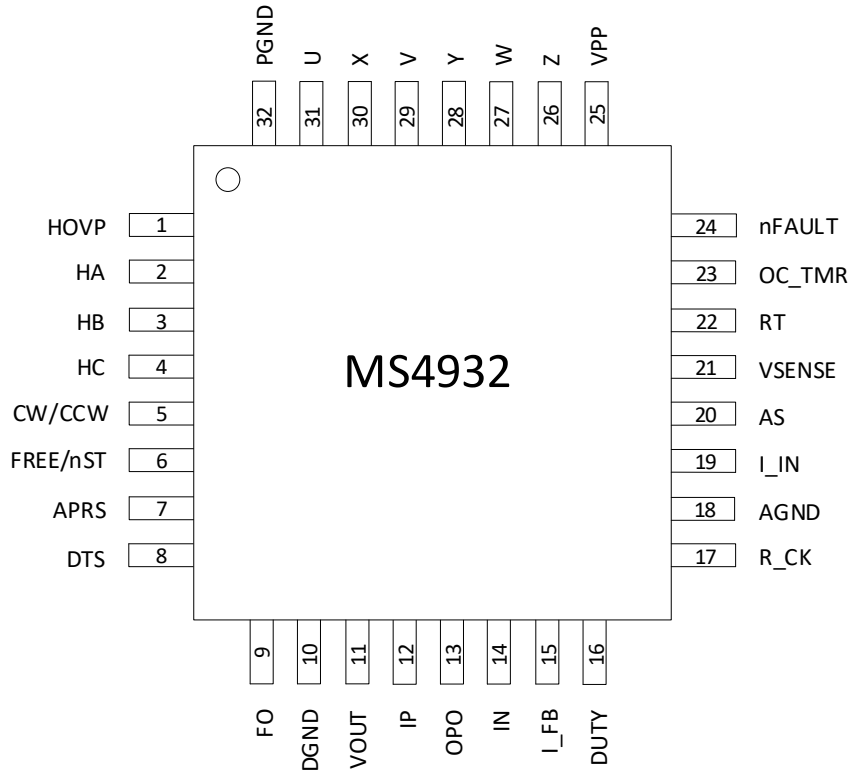 PGND U X V Y W Z VPP
32 31 30 29 28 27 26 25
HOVP 1
HA 2
HB 3
HC 4
CW/CCW 5
FREE/nST 6
APRS 7
DTS 8
MS4932
24 nFAULT
23 OC_TMR
22 RT
21 VSENSE
20 AS
19 I_IN
18 AGND
17 R_CK
9 10 11 12 13 14 15 16
FO DGND VOUT IP OPO IN I_FB DUTY